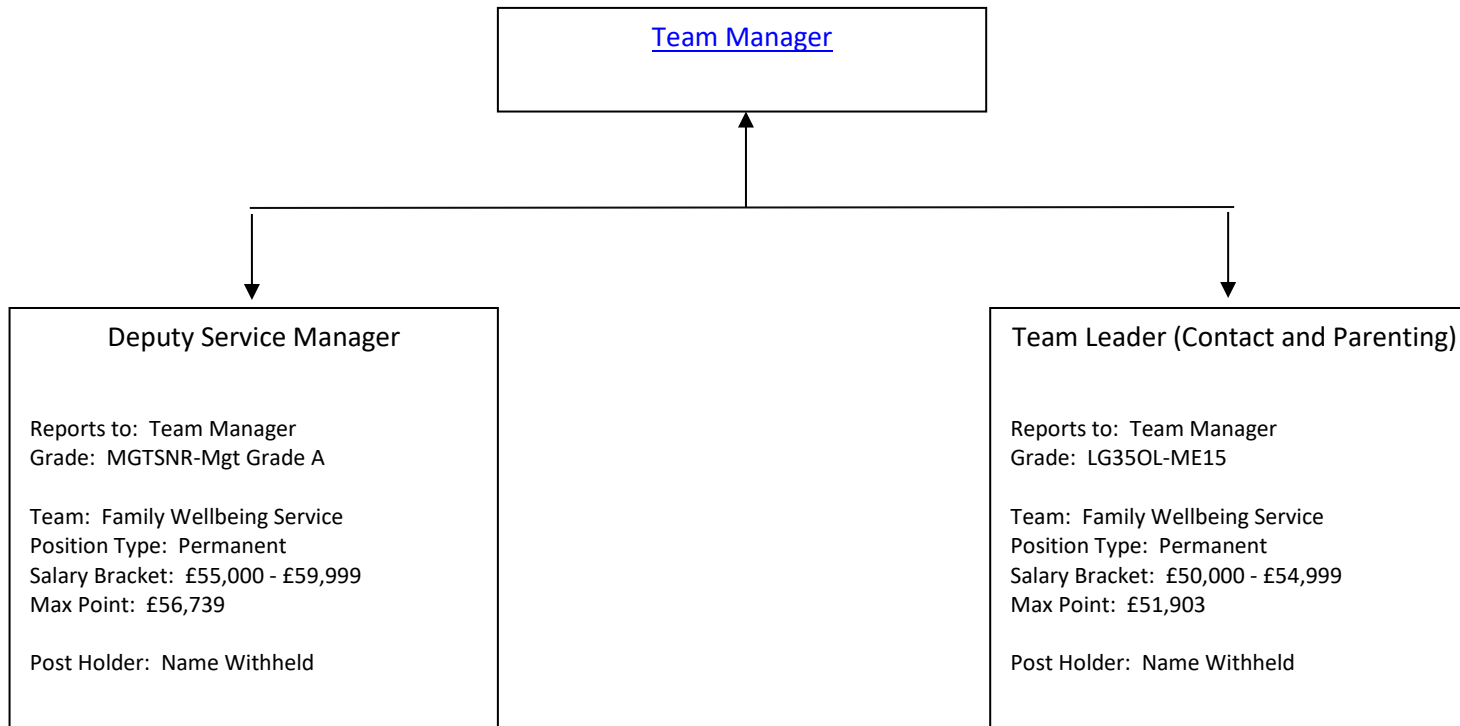 Team Manager
Deputy Service Manager
Reports to: Team Manager
Grade: MGTSNR-Mgt Grade A
Team: Family Wellbeing Service
Position Type: Permanent
Salary Bracket: £55,000 - £59,999
Max Point: £56,739
Post Holder: Name Withheld
Team Leader (Contact and Parenting)
Reports to: Team Manager
Grade: LG35OL-ME15
Team: Family Wellbeing Service
Position Type: Permanent
Salary Bracket: £50,000 - £54,999
Max Point: £51,903
Post Holder: Name Withheld